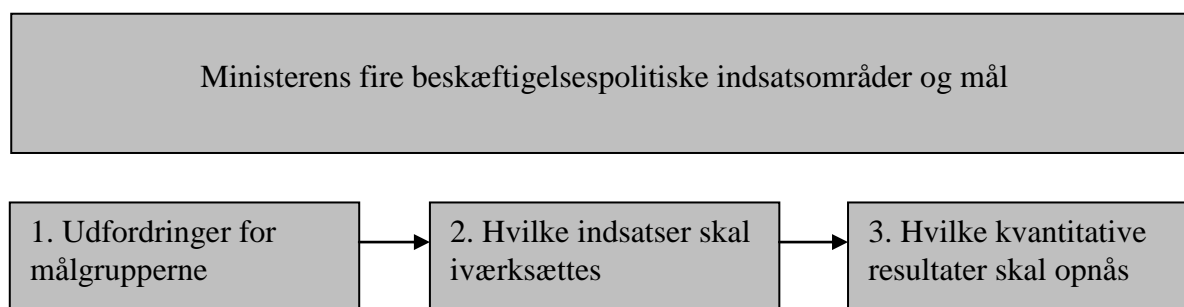 Ministerens fire beskæftigelsespolitiske indsatsområder og mål
1. Udfordringer for
målgrupperne
2. Hvilke indsatser skal
iværksættes
3. Hvilke kvantitative
resultater skal opnås